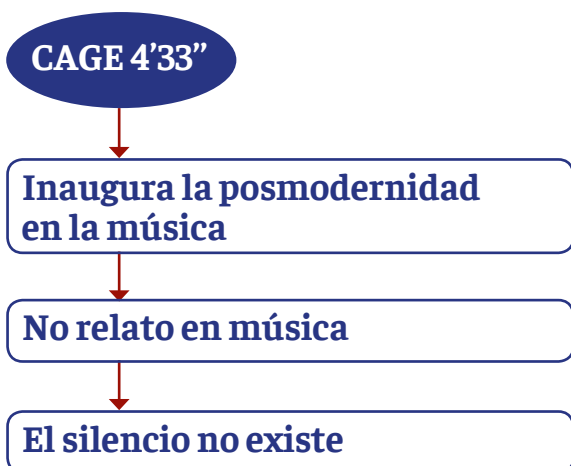 CAGE 4’33”
Inaugura la posmodernidad
en la música
No relato en música
El silencio no existe